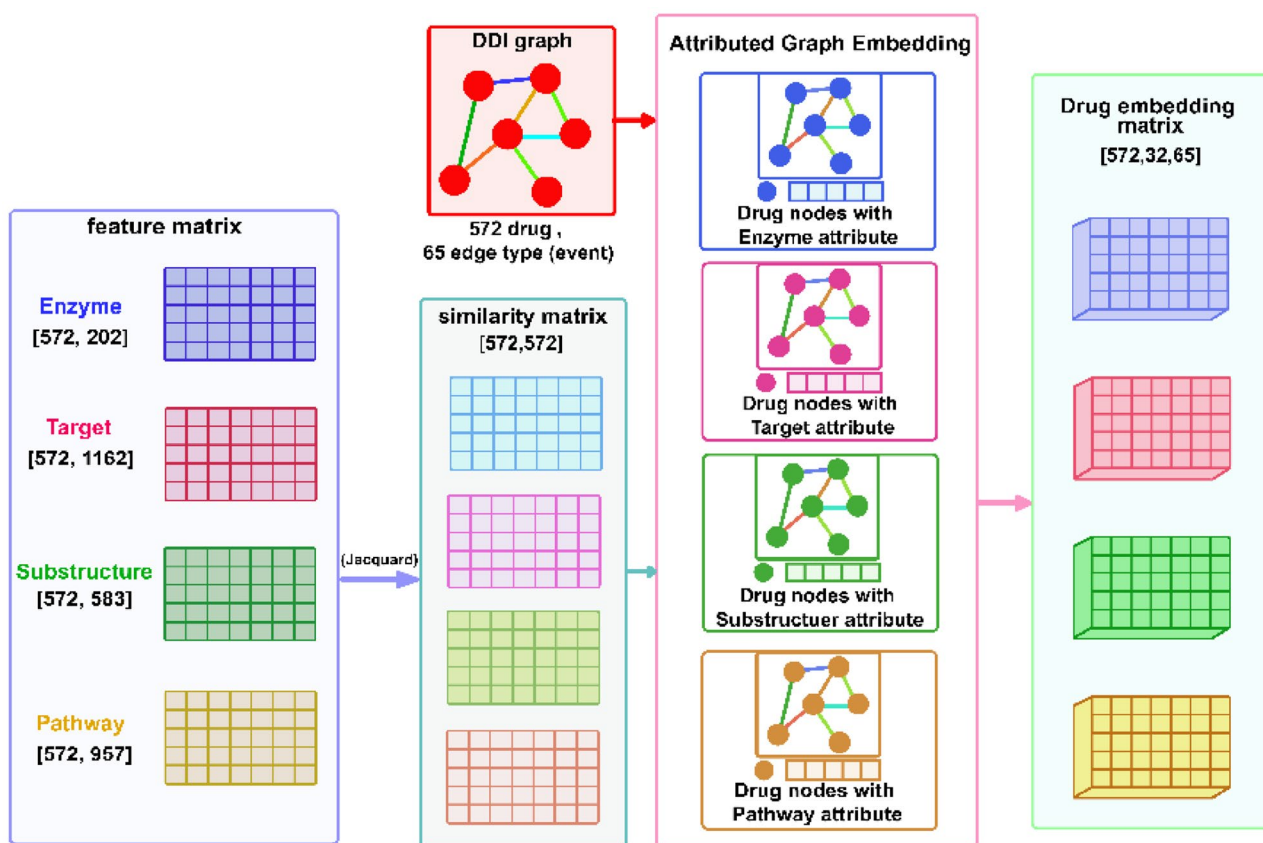 feature matrix
Enzyme
[572, 202]
Target
[572, 1162]
Substructure
[572, 583]
Pathway
[572, 957]
(Jacquard)
DDI graph
572 drug ,
65 edge type (event)
similarity matrix
[572,572]
Attributed Graph Embedding
Drug nodes with
Enzyme attribute
Drug nodes with
Target attribute
Drug nodes with
Substructuer attribute
Drug nodes with
Pathway attribute
Drug embedding
matrix
[572,32,65]